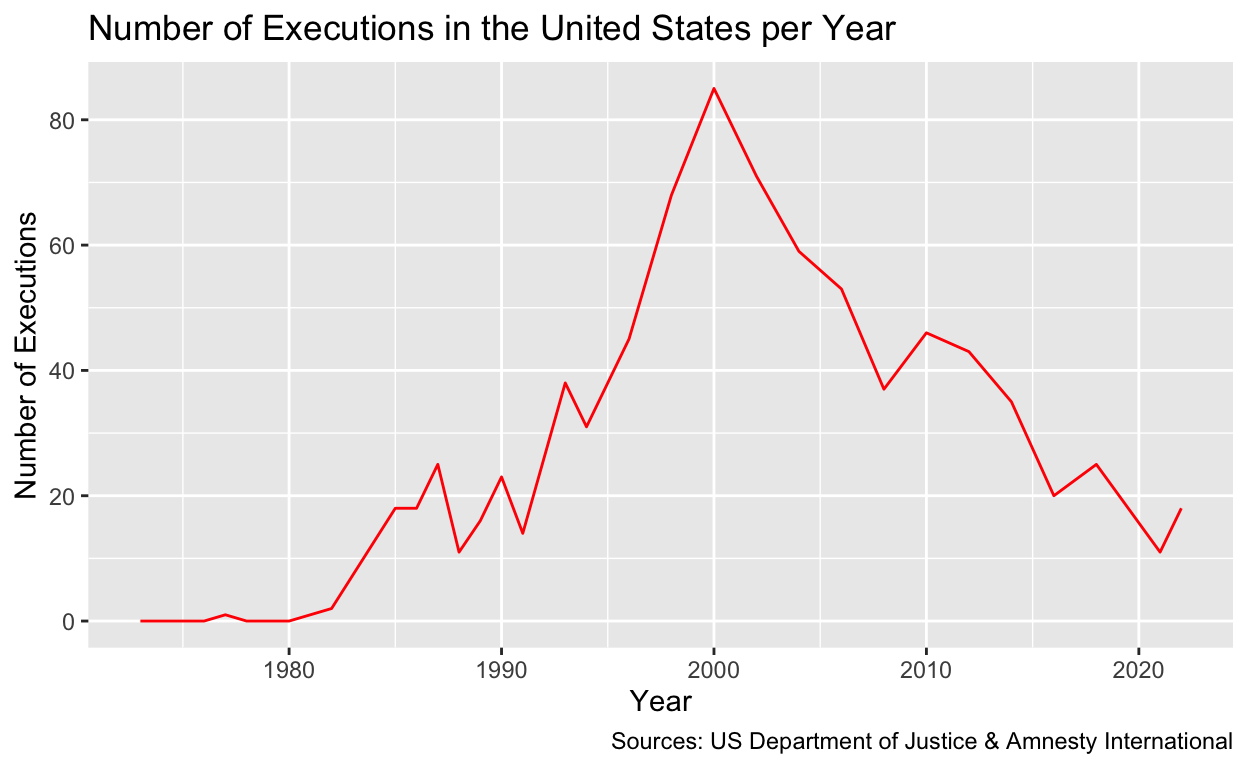 Number of Executions in the United States per Year
Number of Executions
80
60
40
20
0
1980 1990 2000 2010 2020
Year
Sources: US Department of Justice & Amnesty International